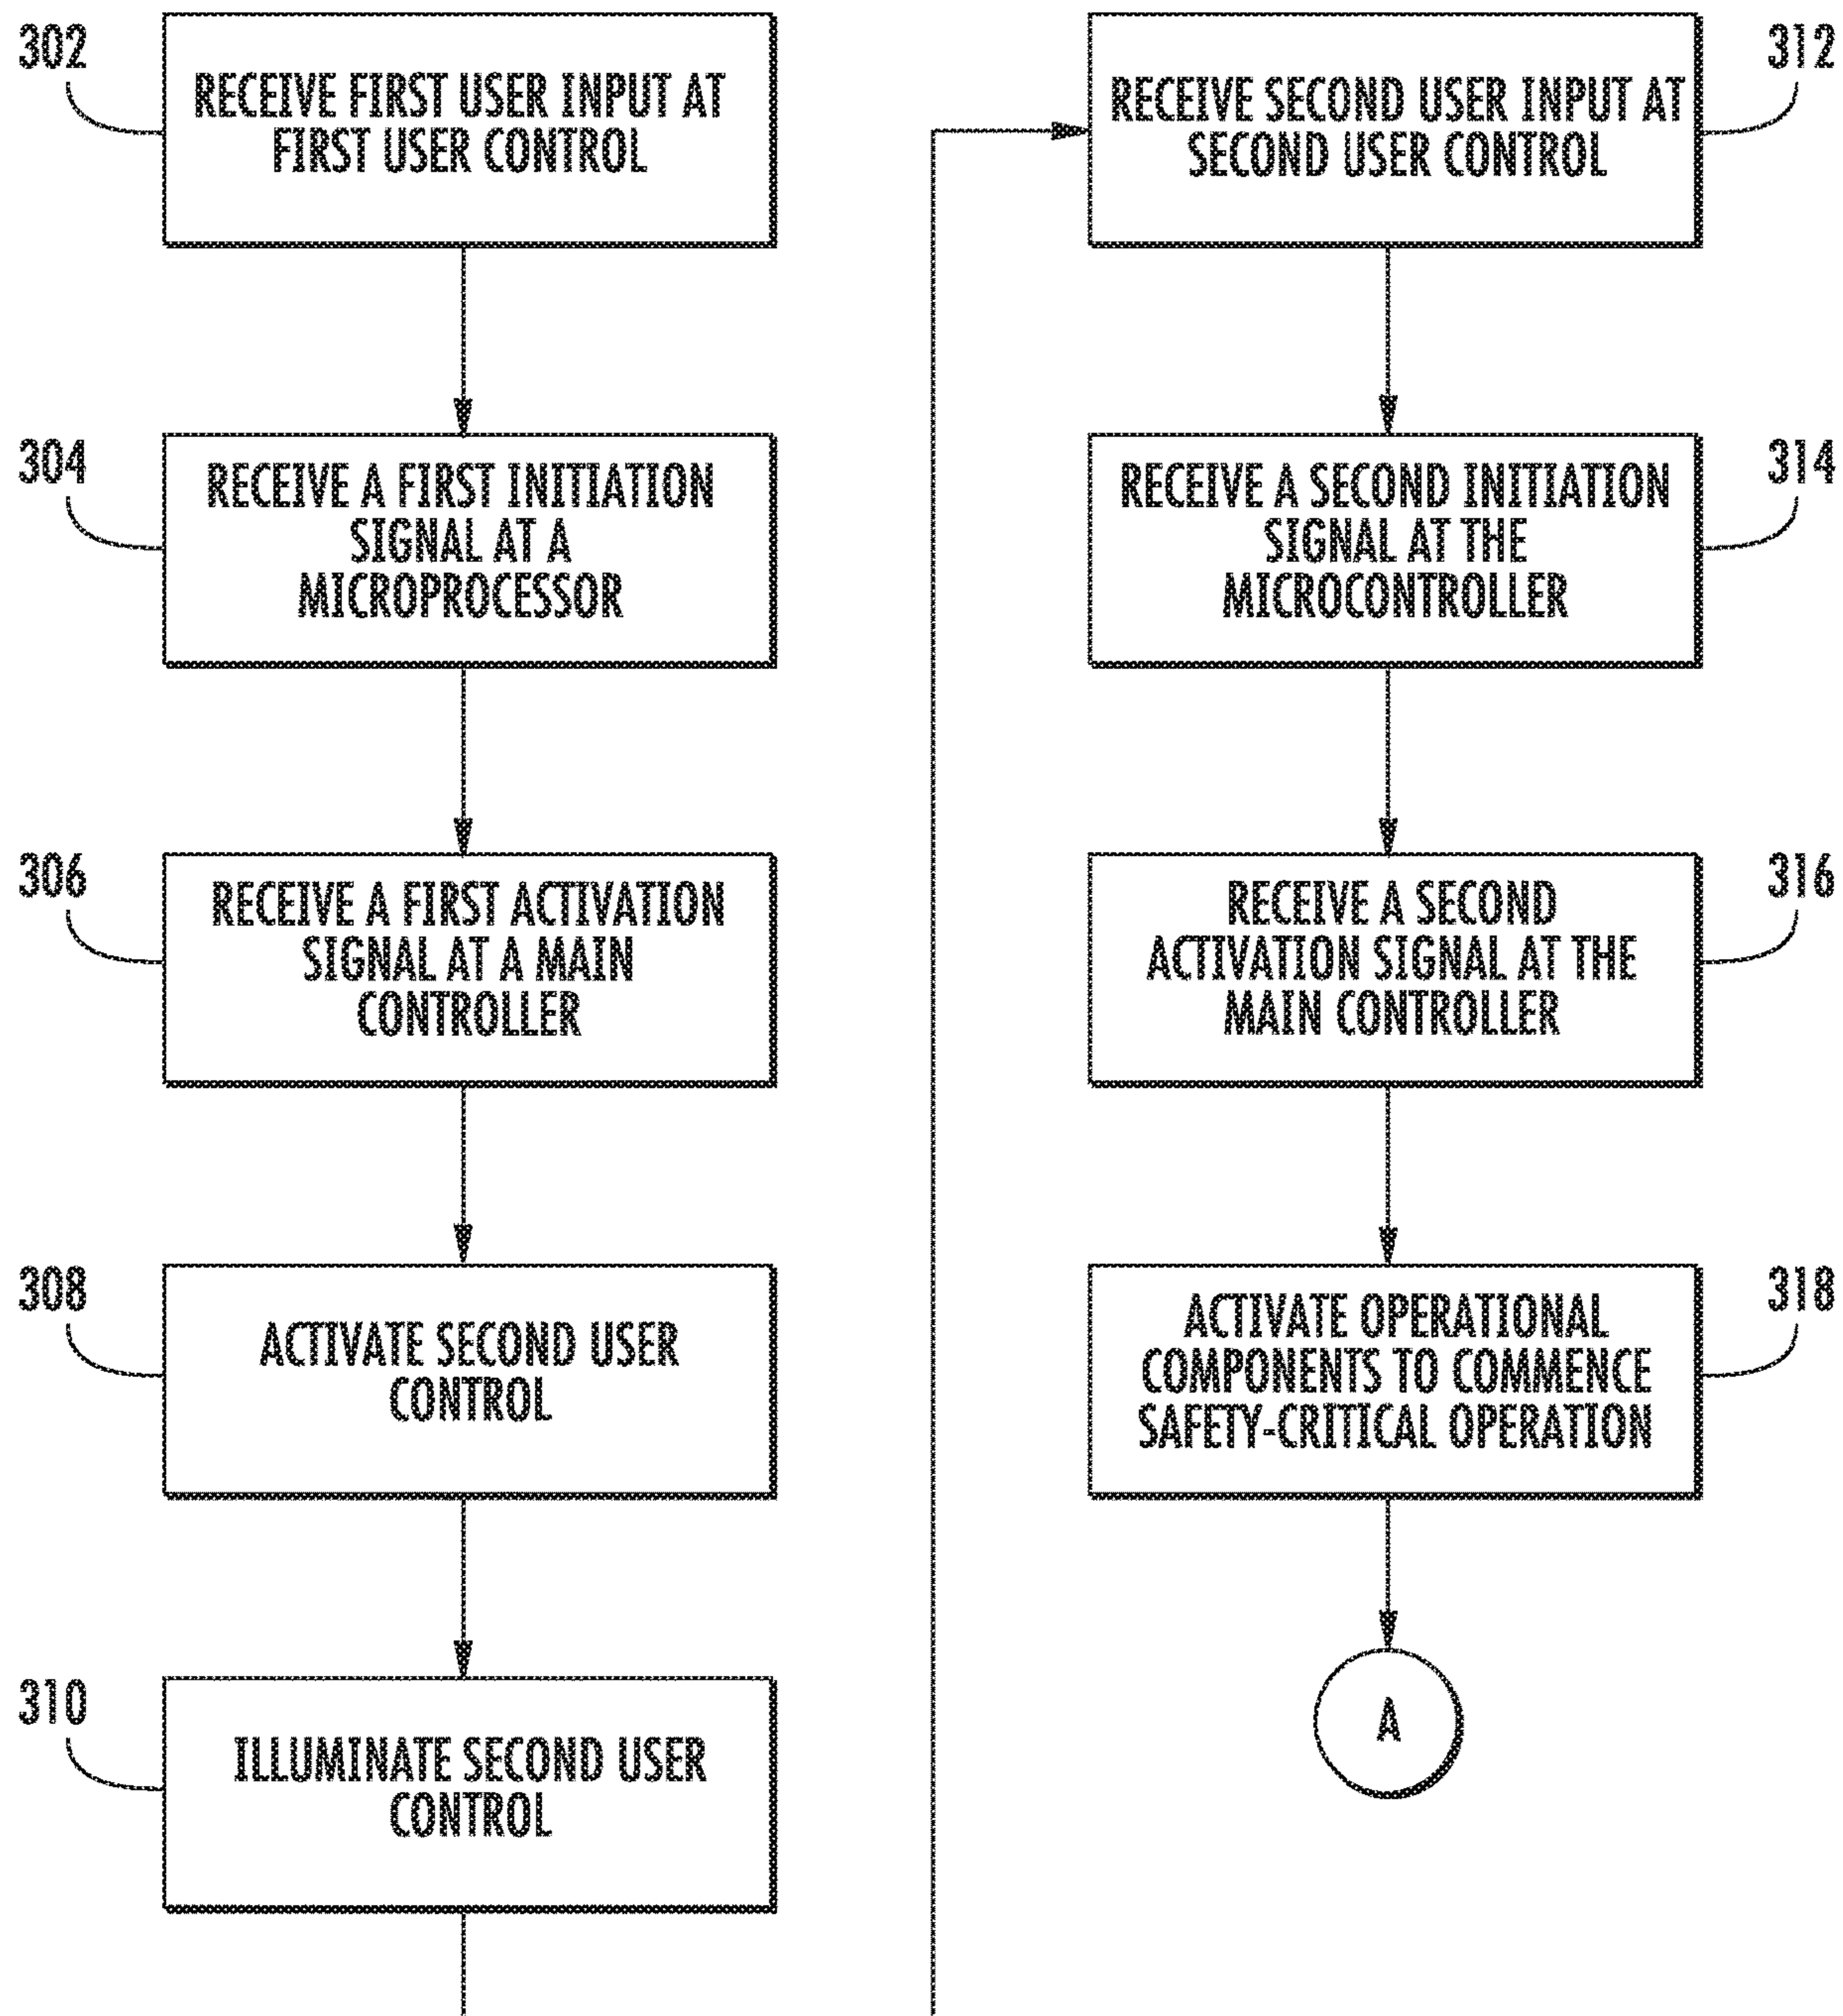 302
RECEIVE FIRST USER INPUT AT
FIRST USER CONTROL
304
RECEIVE A FIRST INITIATION
SIGNAL AT A
MICROPROCESSOR
306
RECEIVE A FIRST ACTIVATION
SIGNAL AT A MAIN
CONTROLLER
308
ACTIVATE SECOND USER
CONTROL
310
ILLUMINATE SECOND USER
CONTROL
312
RECEIVE SECOND USER INPUT AT
SECOND USER CONTROL
314
RECEIVE A SECOND INITIATION
SIGNAL AT THE
MICROCONTROLLER
316
RECEIVE A SECOND
ACTIVATION SIGNAL AT THE
MAIN CONTROLLER
318
ACTIVATE OPERATIONAL
COMPONENTS TO COMMENCE
SAFETY-CRITICAL OPERATION
A